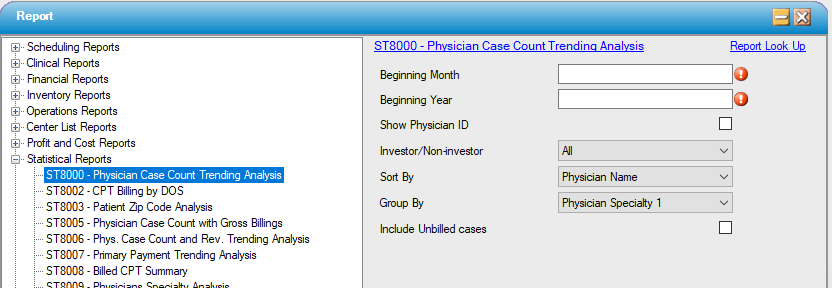 Report
Scheduling Reports
Clinical Reports
Financial Reports
Inventory Reports
Operations Reports
Center List Reports
Profit and Cost Reports
Statistical Reports
ST8000 - Physician Case Count Trending Analysis
ST8002 - CPT Billing by DOS
ST8003 - Patient Zip Code Analysis
ST8005 - Physician Case Count with Gross Billings
ST8006 - Phys. Case Count and Rev. Trending Analysis
ST8007 - Primary Payment Trending Analysis
ST8008 - Billed CPT Summary
ST8009 - Physicians Specialty Analysis
ST8000 - Physician Case Count Trending Analysis Report Look Up
Beginning Month
Beginning Year
Show Physician ID
Investor/Non-investor All
Sort By Physician Name
Group By Physician Specialty 1
Include Unbilled cases